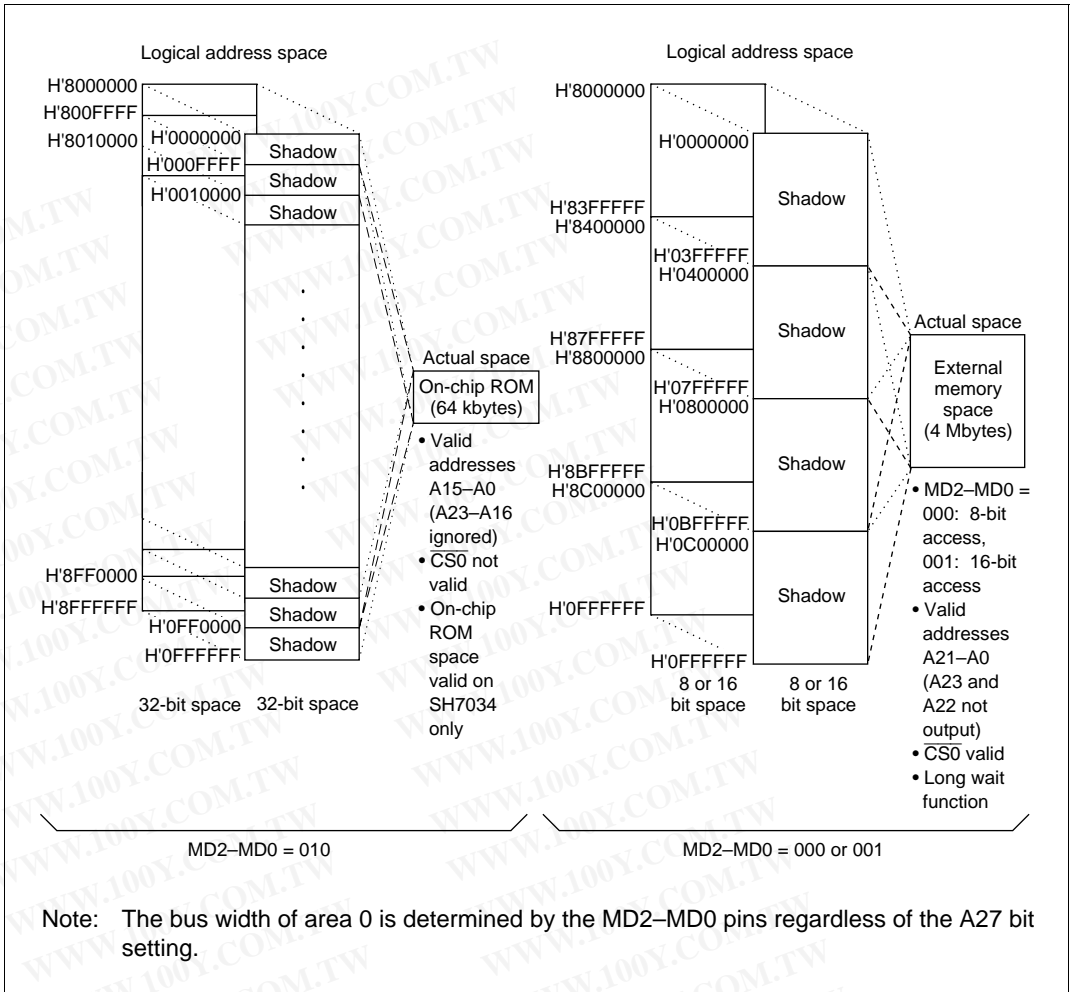 Logical address space
H'8000000
H'800FFFF
H'8010000
H'0000000
H'000FFFF
H'0010000
Shadow
Shadow
Shadow
Actual space
On-chip ROM
(64 kbytes)
• Valid
addresses
A15–A0
(A23–A16
ignored)
• CS0 not
valid
• On-chip
ROM
space
valid on
SH7034
only
H'8FF0000
H'8FFFFFF
H'0FF0000
H'0FFFFFF
Shadow
Shadow
Shadow
32-bit space 32-bit space
MD2–MD0 = 010
Logical address space
H'8000000
H'0000000
H'83FFFFF
H'8400000
H'03FFFFF
H'0400000
H'87FFFFF
H'8800000
H'07FFFFF
H'0800000
H'8BFFFFF
H'8C00000
H'0BFFFFF
H'0C00000
H'0FFFFFF
H'0FFFFFF
Shadow
Shadow
Shadow
Shadow
8 or 16
bit space
8 or 16
bit space
Actual space
External
memory
space
(4 Mbytes)
• MD2–MD0 =
000: 8-bit
access,
001: 16-bit
access
• Valid
addresses
A21–A0
(A23 and
A22 not
output)
• CS0 valid
• Long wait
function
MD2–MD0 = 000 or 001
Note: The bus width of area 0 is determined by the MD2–MD0 pins regardless of the A27 bit
setting.
WWW.100Y.COM.TW